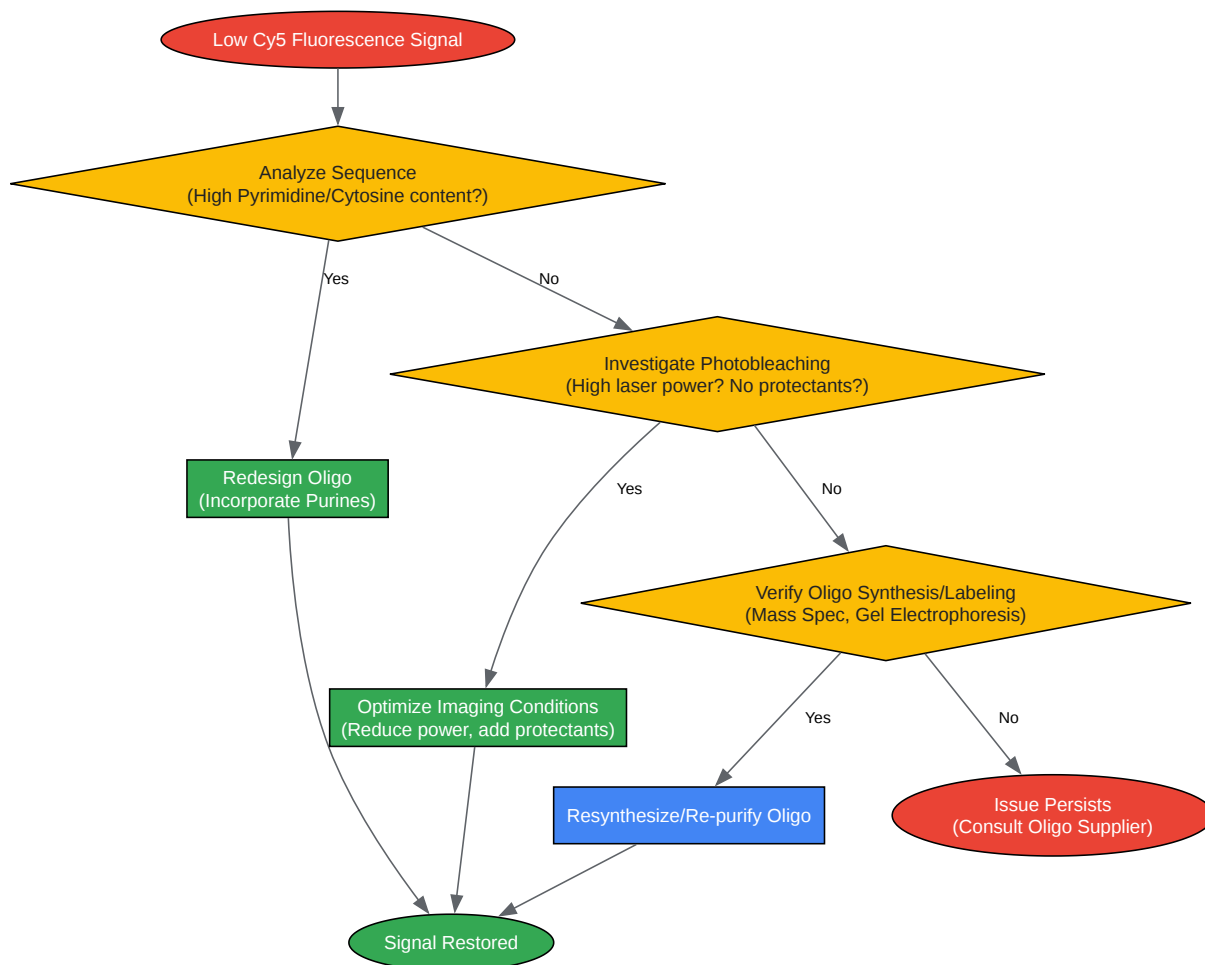 Low Cy5 Fluorescence Signal
Analyze Sequence
(High Pyrimidine/Cytosine content?)
Yes
No
Investigate Photobleaching
(High laser power? No protectants?)
Redesign Oligo
(Incorporate Purines)
Yes
No
Verify Oligo Synthesis/Labeling
(Mass Spec, Gel Electrophoresis)
Optimize Imaging Conditions
(Reduce power, add protectants)
Yes
No
Resynthesize/Re-purify Oligo
Issue Persists
(Consult Oligo Supplier)
Signal Restored